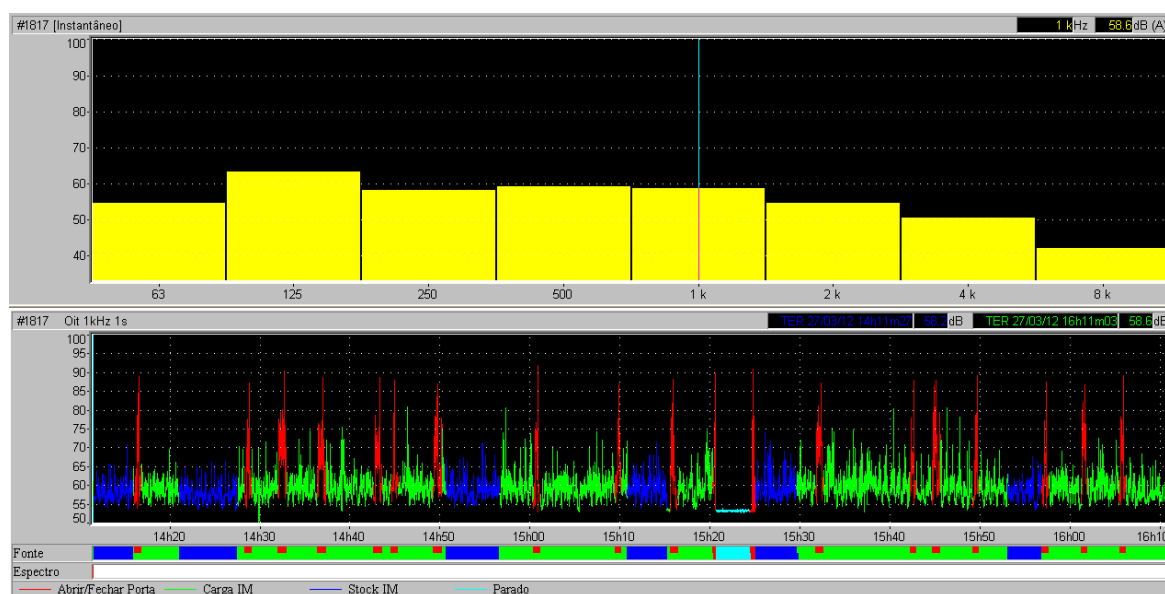 #1817 [Instantâneo] 1 kHz 58.6 dB (A)
100
90
80
70
60
50
40
63 125 250 500 1 k 2 k 4 k 8 k
#1817 Oit 1kHz 1s TER 27/03/12 14h11m27 58.2 dB TER 27/03/12 16h11m03 58.6 dB
100
95
90
85
80
75
70
65
60
55
50
14h20 14h30 14h40 14h50 15h00 15h10 15h20 15h30 15h40 15h50 16h00 16h10
Fonte
Espectro
Abrir/Fechar Porta Carga IM Stock IM Parado